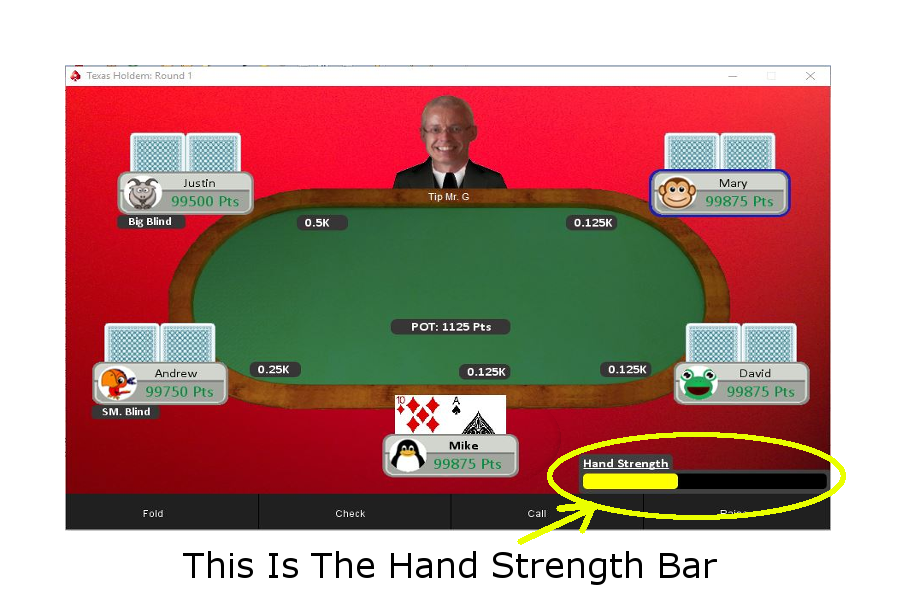 Texas Holdem: Round 1
Justin
99500 Pts
Big Blind
Mary
99875 Pts
Tip Mr. G
0.5K
0.125K
POT: 1125 Pts
Andrew
99750 Pts
SM. Blind
0.25K
0.125K
0.125K
David
99875 Pts
10
A
Mike
99875 Pts
Hand Strength
Fold
Check
Call
Raise
This Is The Hand Strength Bar